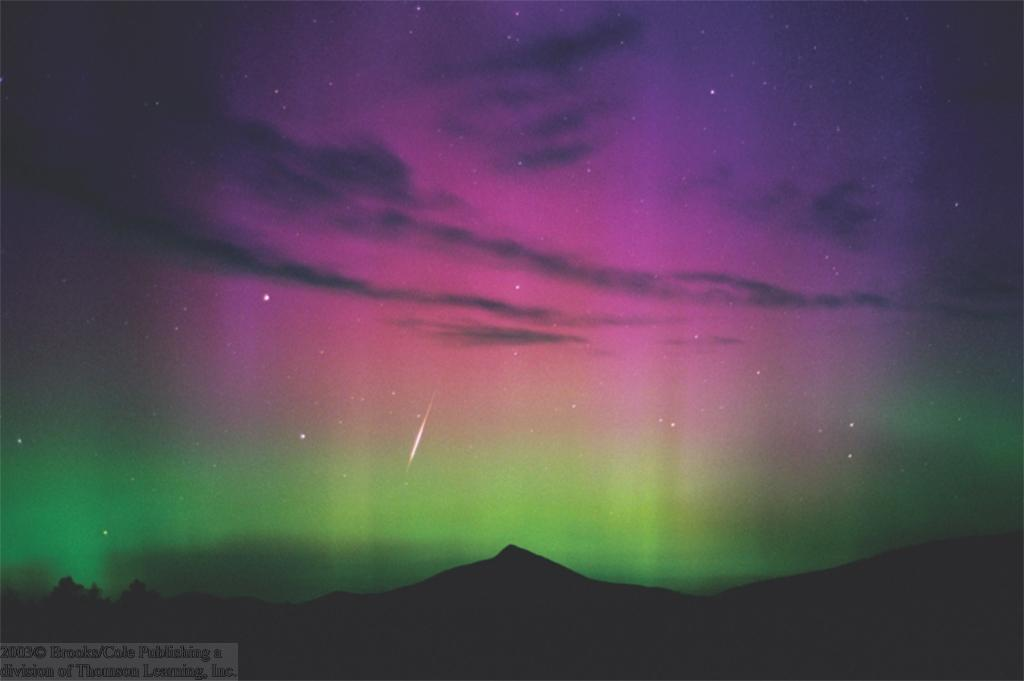 2003© Brooks/Cole Publishing a
division of Thomson Learning, Inc.